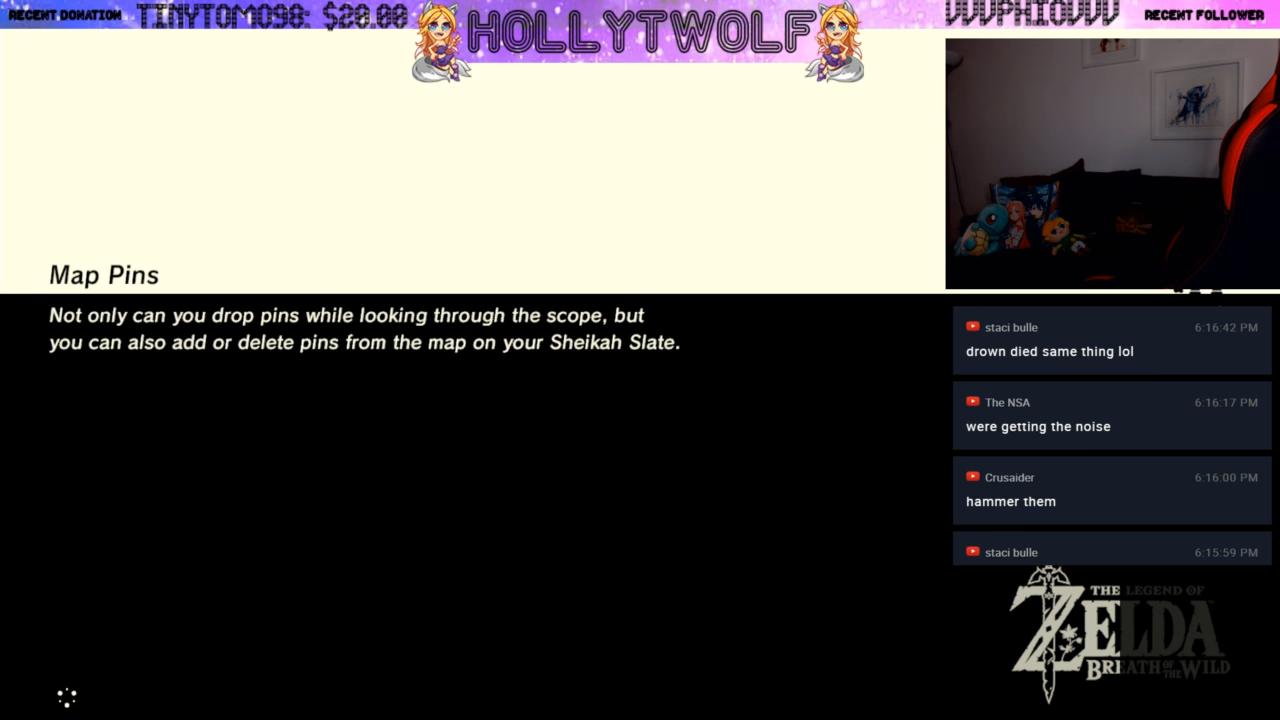 RECENT DONATION
TINYTOMO98: $20.00
HOLLYTWOLF
VVVPHIOVVV
RECENT FOLLOWER
Map Pins
Not only can you drop pins while looking through the scope, but
you can also add or delete pins from the map on your Sheikah Slate.
staci bulle 6:16:42 PM
drown died same thing lol
The NSA 6:16:17 PM
were getting the noise
Crusaider 6:16:00 PM
hammer them
staci bulle 6:15:59 PM
THE LEGEND OF
ZELDA
BREATH OF THE WILD